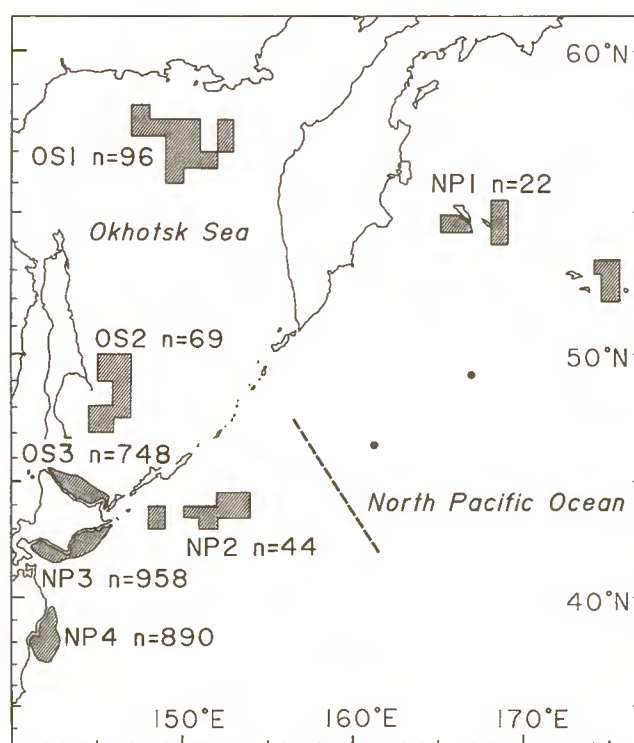 60°N
OS1 n=96
NP1 n=22
Okhotsk Sea
OS2 n=69
50°N
OS3 n=748
North Pacific Ocean
NP2 n=44
NP3 n=958
40°N
NP4 n=890
150°E
160°E
170°E